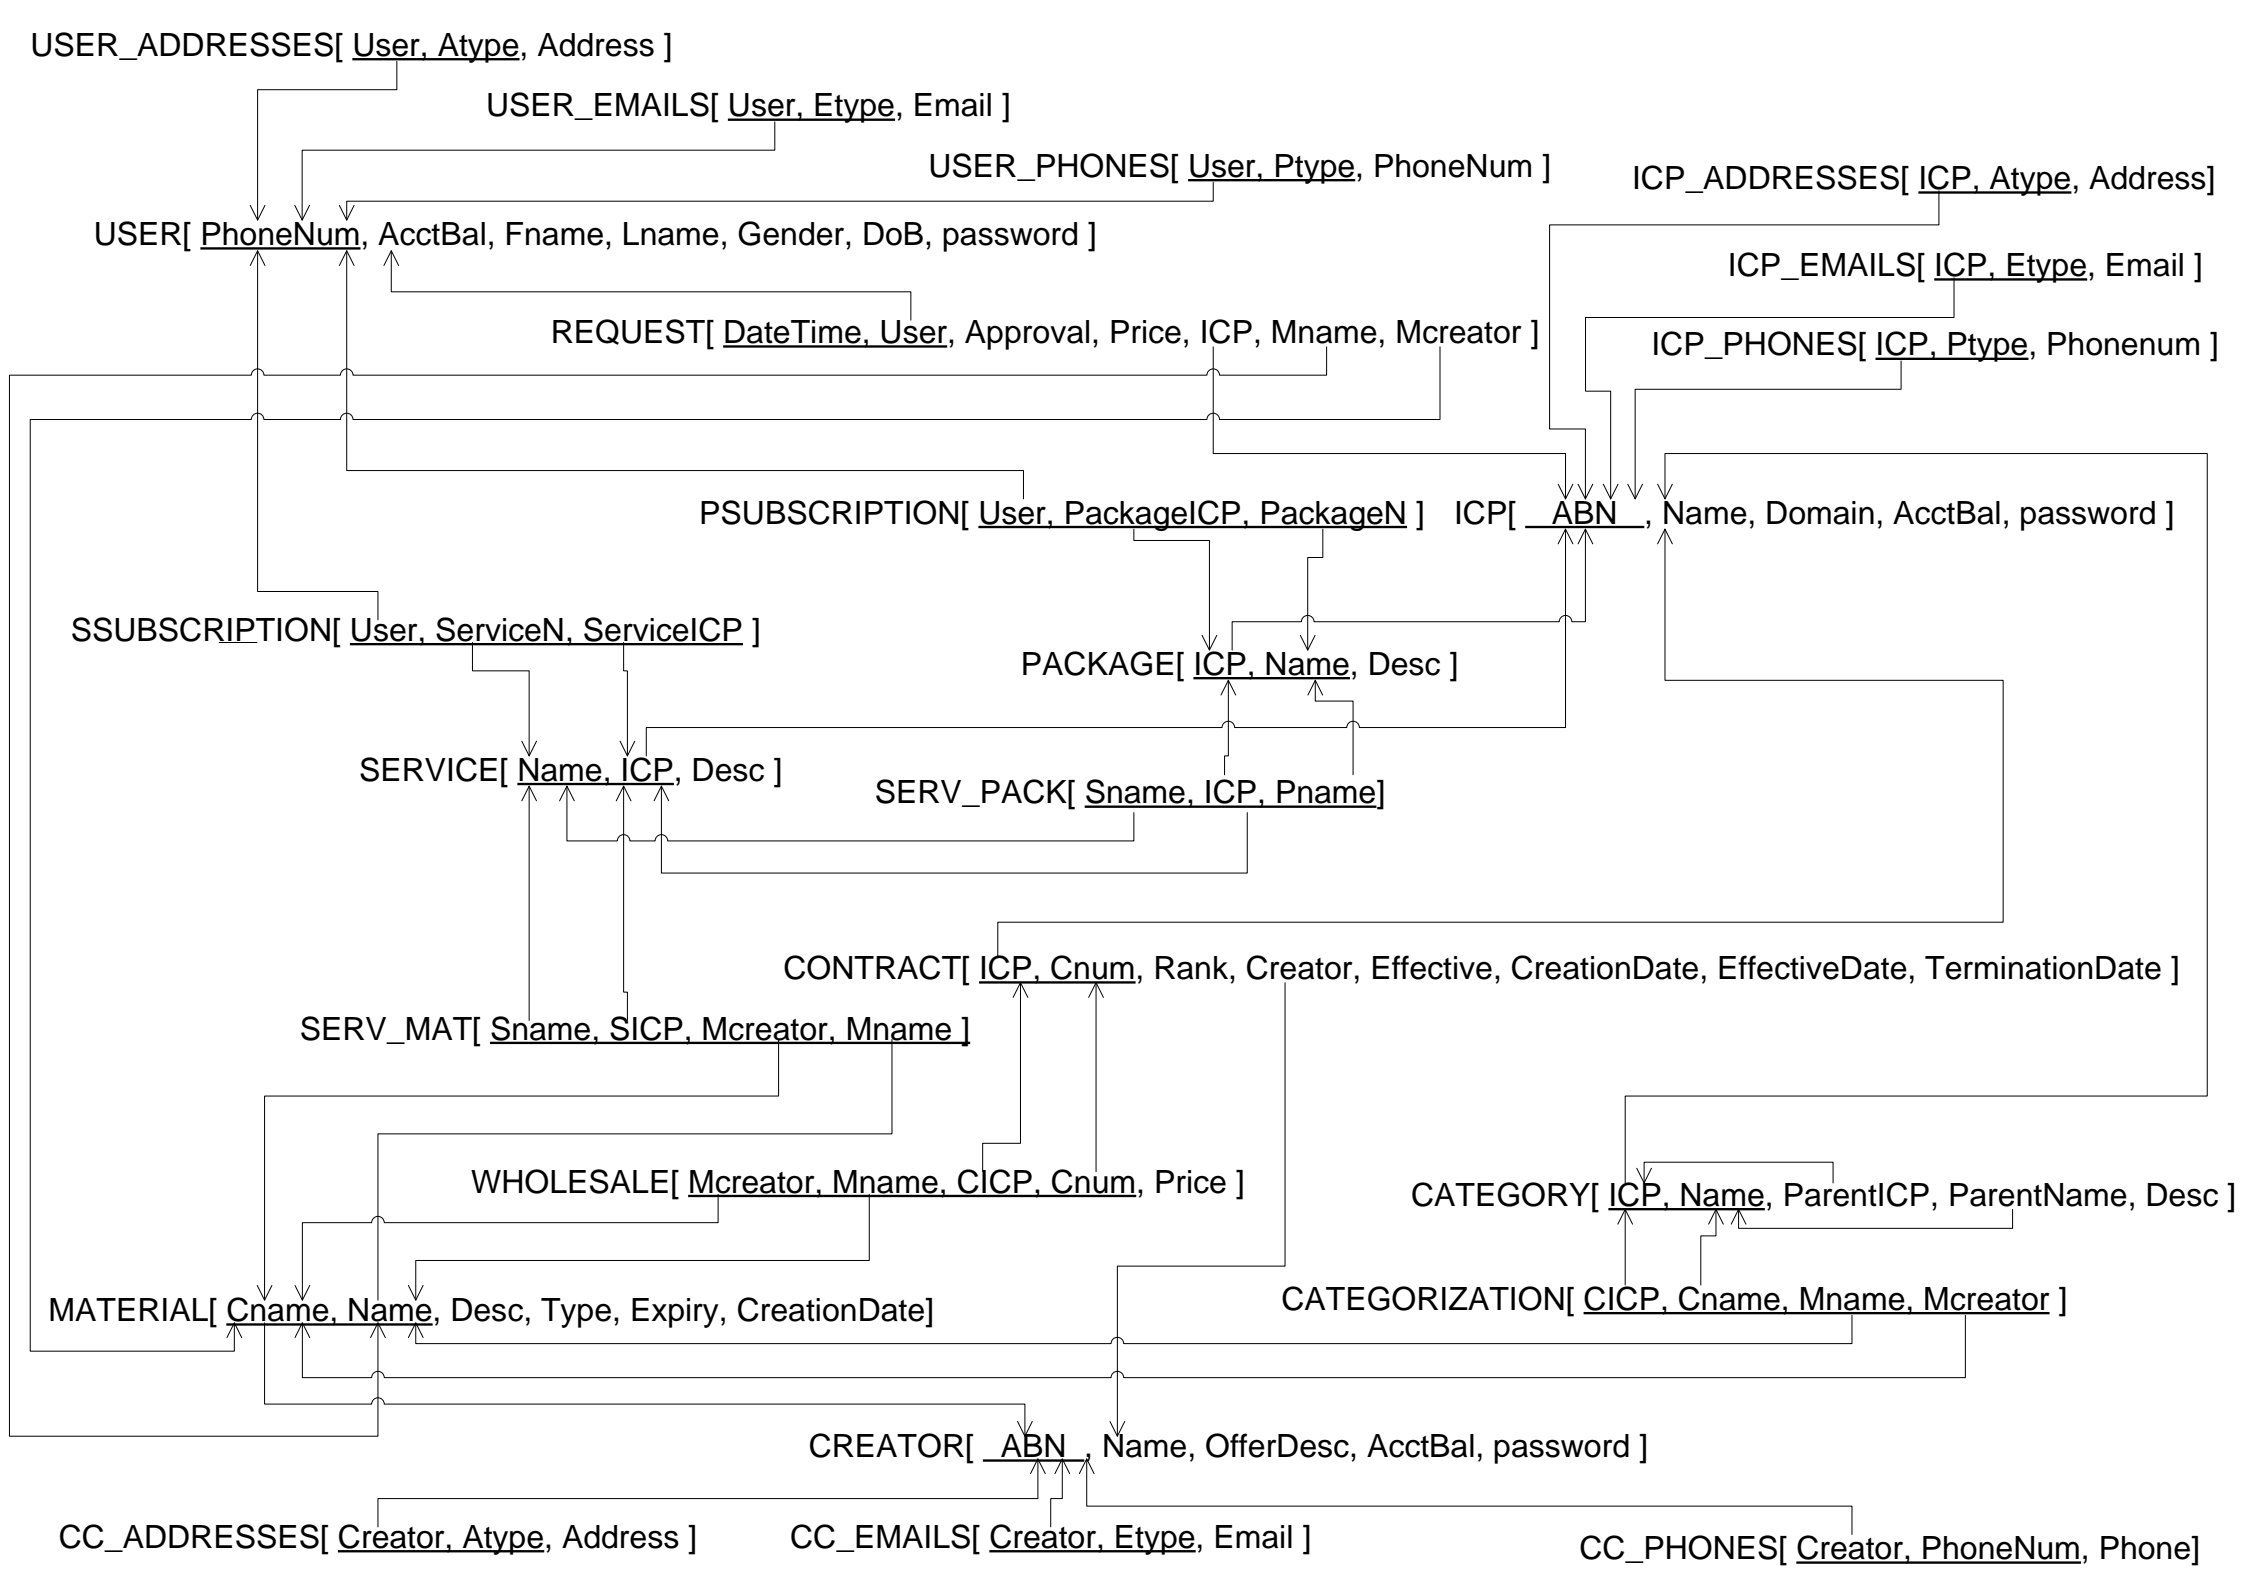 USER_ADDRESSES[ User, Atype, Address ]
USER_EMAILS[ User, Etype, Email ]
USER_PHONES[ User, Ptype, PhoneNum ]
ICP_ADDRESSES[ ICP, Atype, Address]
USER[ PhoneNum, AcctBal, Fname, Lname, Gender, DoB, password ]
ICP_EMAILS[ ICP, Etype, Email ]
REQUEST[ DateTime, User, Approval, Price, ICP, Mname, Mcreator ]
ICP_PHONES[ ICP, Ptype, Phonenum ]
PSUBSCRIPTION[ User, PackageICP, PackageN ]
ICP[ ABN , Name, Domain, AcctBal, password ]
SSUBSCRIPTION[ User, ServiceN, ServiceICP ]
PACKAGE[ ICP, Name, Desc ]
SERVICE[ Name, ICP, Desc ]
SERV_PACK[ Sname, ICP, Pname]
CONTRACT[ ICP, Cnum, Rank, Creator, Effective, CreationDate, EffectiveDate, TerminationDate ]
SERV_MAT[ Sname, SICP, Mcreator, Mname ]
WHOLESALE[ Mcreator, Mname, CICP, Cnum, Price ]
CATEGORY[ ICP, Name, ParentICP, ParentName, Desc ]
MATERIAL[ Cname, Name, Desc, Type, Expiry, CreationDate]
CATEGORIZATION[ CICP, Cname, Mname, Mcreator ]
CREATOR[ ABN , Name, OfferDesc, AcctBal, password ]
CC_ADDRESSES[ Creator, Atype, Address ]
CC_EMAILS[ Creator, Etype, Email ]
CC_PHONES[ Creator, PhoneNum, Phone]